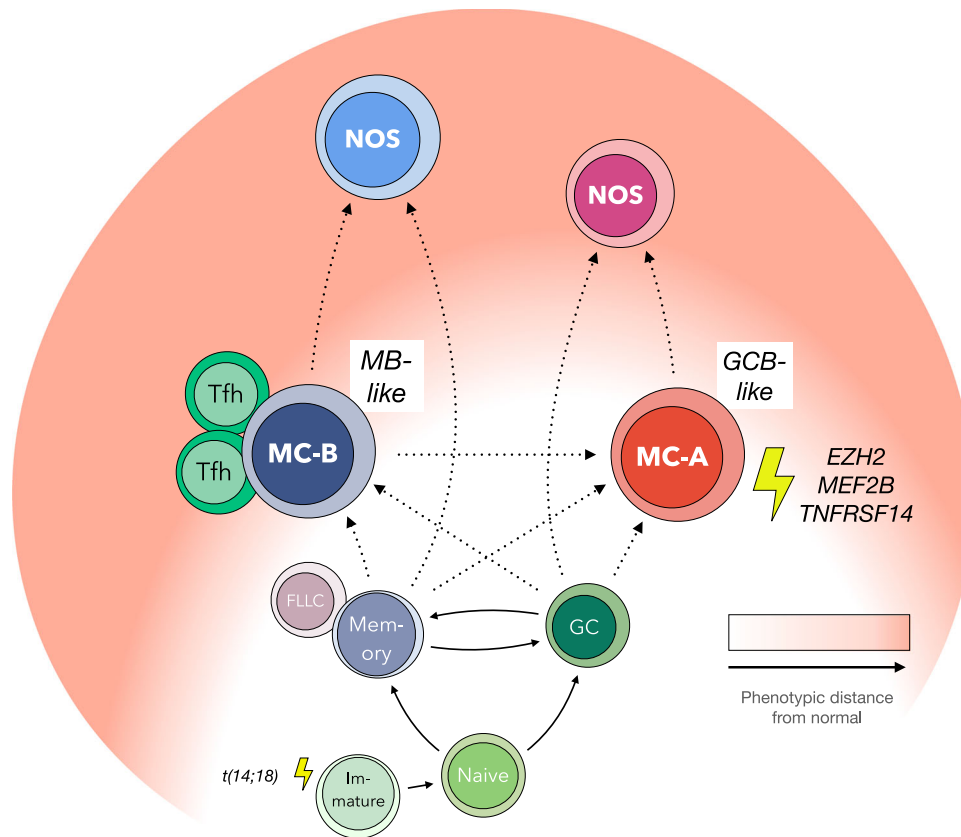 NOS
NOS
MB-
like
GCB-
like
Tfh
Tfh
MC-B
MC-A
EZH2
MEF2B
TNFRSF14
FLLC
Mem-
ory
GC
Phenotypic distance
from normal
t(14;18)
Im-
mature
Naive